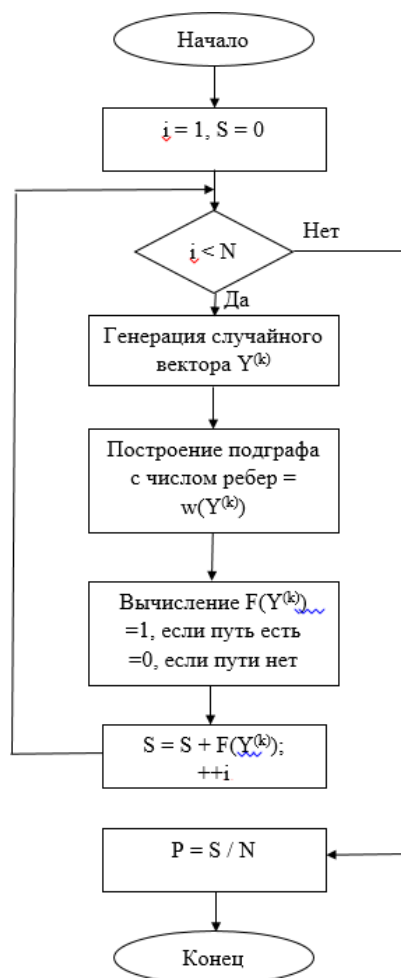 Начало
i = 1, S = 0
i < N
Нет
Да
Генерация случайного
вектора Y⁽ᵏ⁾
Построение подграфа
с числом ребер =
w(Y⁽ᵏ⁾)
Вычисление F(Y⁽ᵏ⁾)
=1, если путь есть
=0, если пути нет
S = S + F(Y⁽ᵏ⁾);
++i
P = S / N
Конец